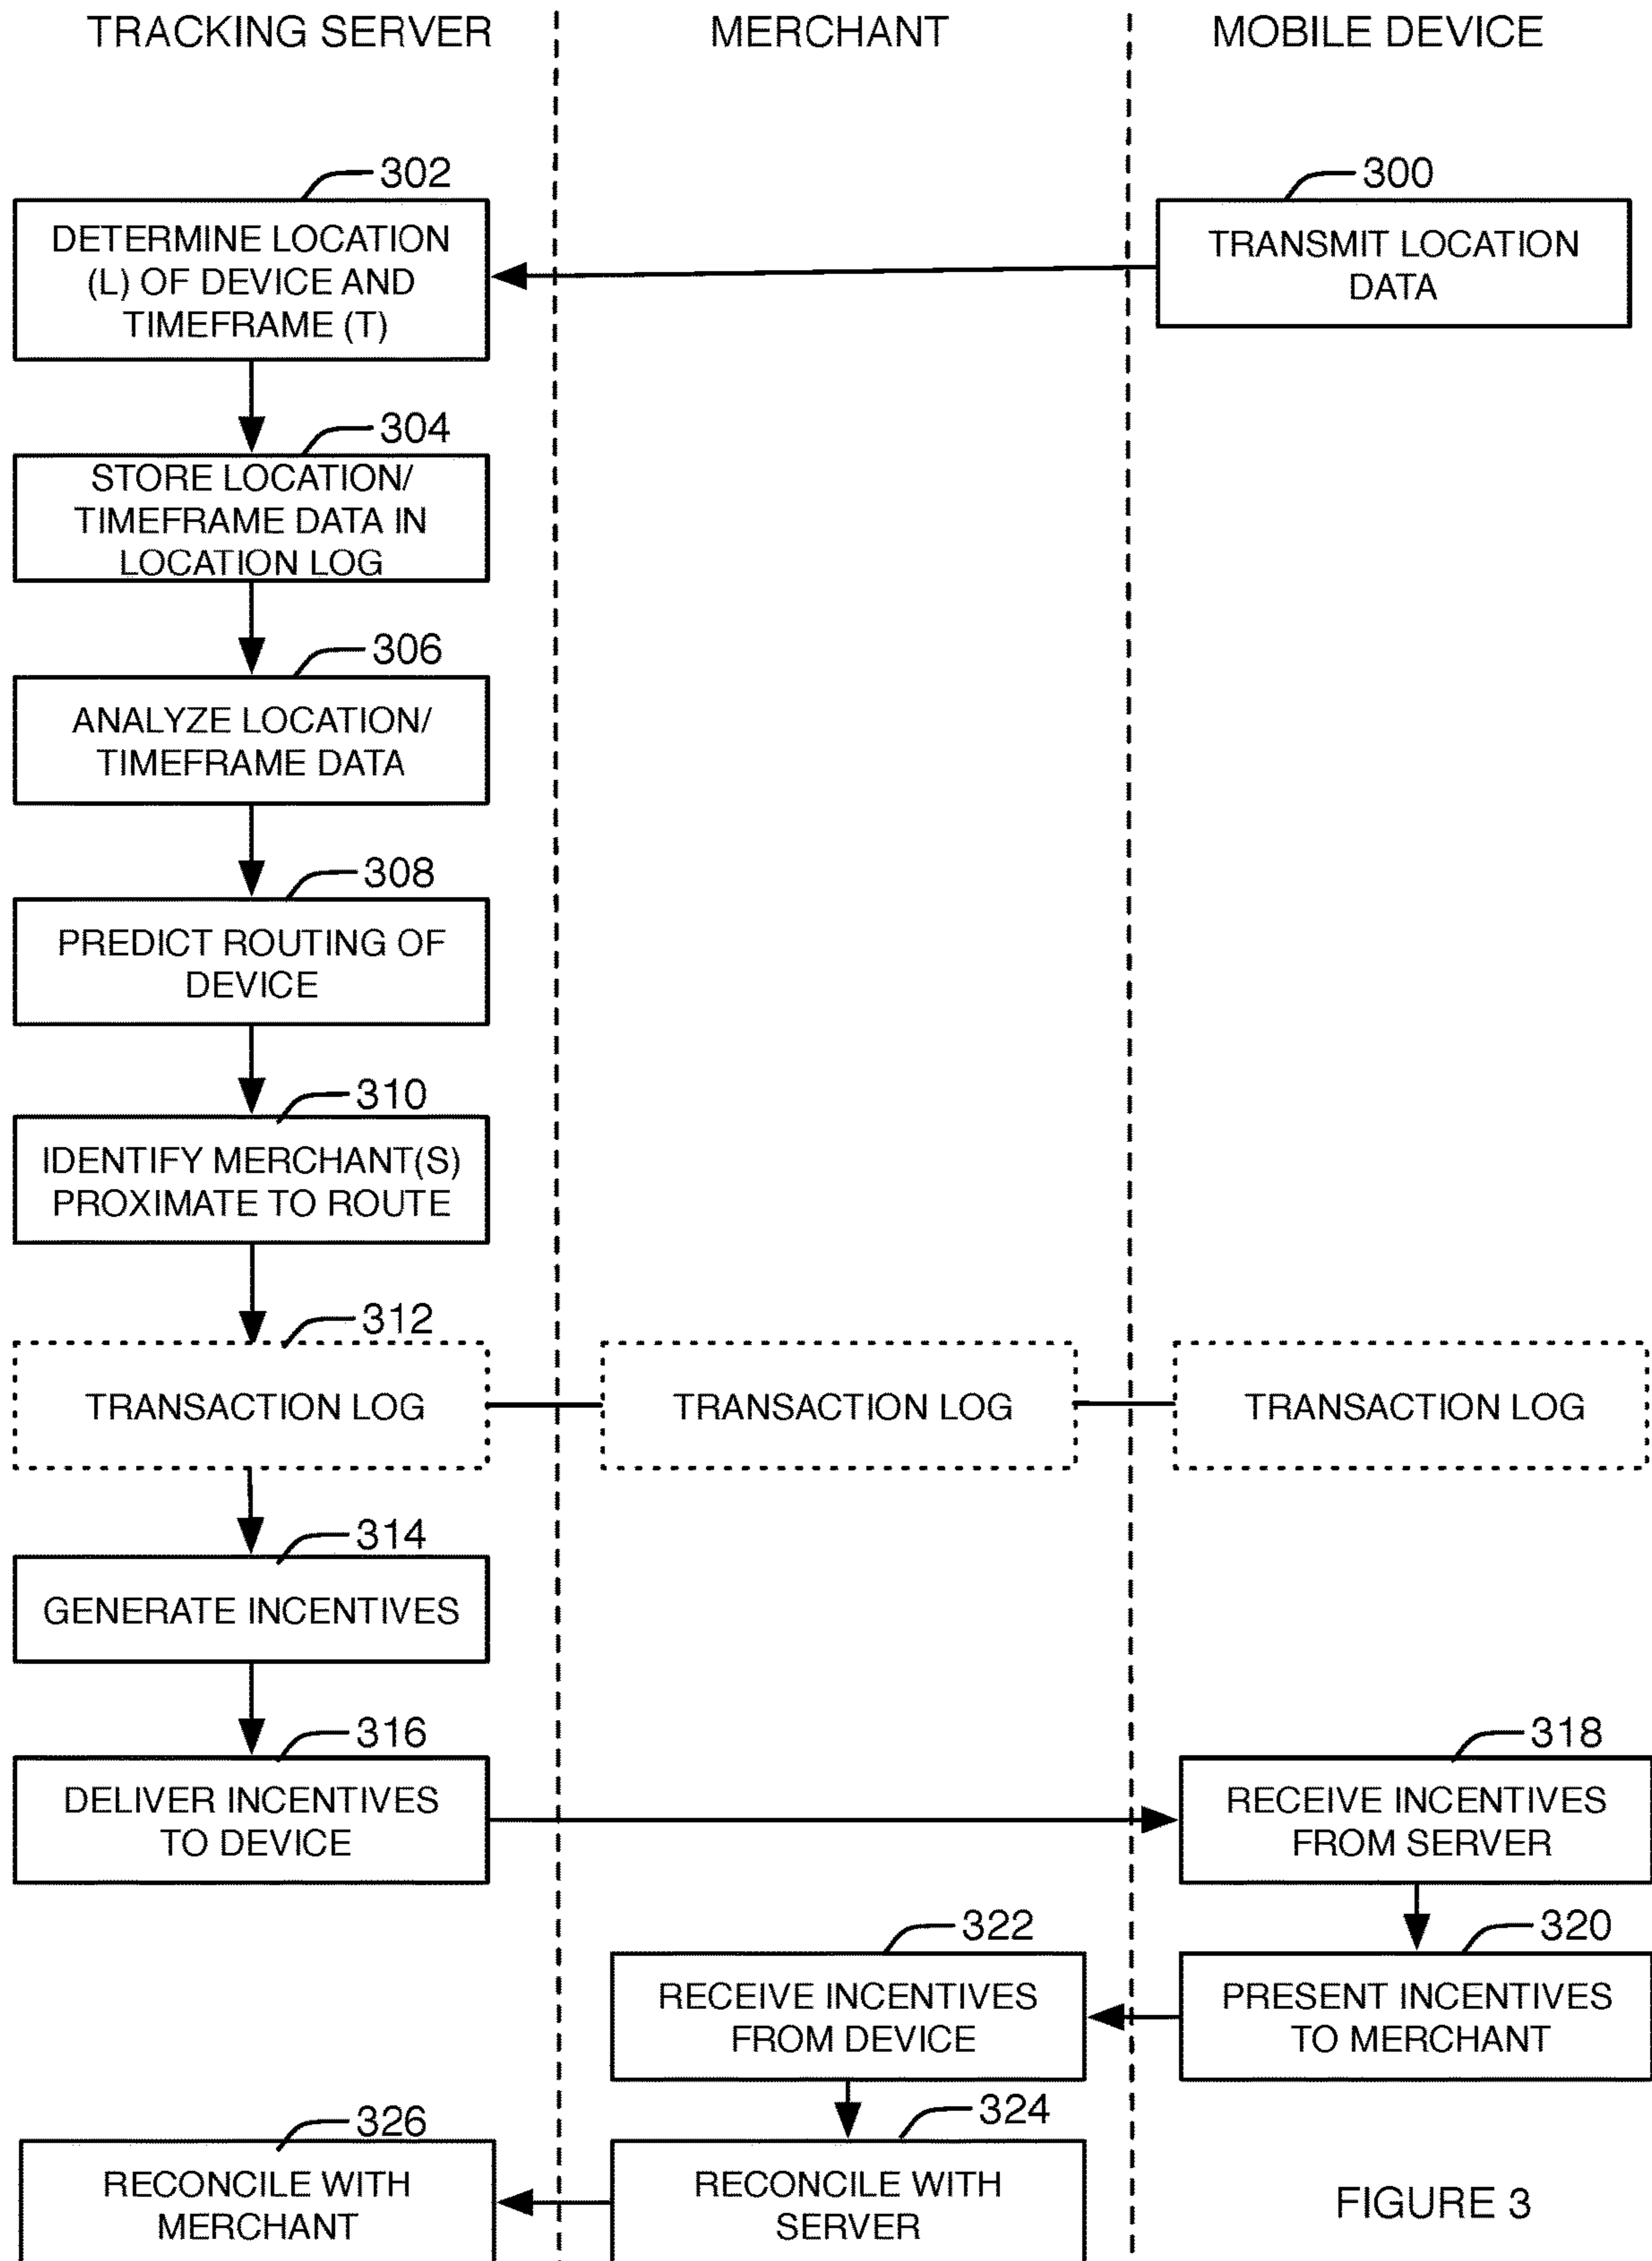 TRACKING SERVER
MERCHANT
MOBILE DEVICE
302
300
DETERMINE LOCATION
(L) OF DEVICE AND
TIMEFRAME (T)
TRANSMIT LOCATION
DATA
304
STORE LOCATION/
TIMEFRAME DATA IN
LOCATION LOG
306
ANALYZE LOCATION/
TIMEFRAME DATA
308
PREDICT ROUTING OF
DEVICE
310
IDENTIFY MERCHANT(S)
PROXIMATE TO ROUTE
312
TRANSACTION LOG
TRANSACTION LOG
TRANSACTION LOG
314
GENERATE INCENTIVES
316
DELIVER INCENTIVES
TO DEVICE
318
RECEIVE INCENTIVES
FROM SERVER
320
PRESENT INCENTIVES
TO MERCHANT
322
RECEIVE INCENTIVES
FROM DEVICE
324
RECONCILE WITH
SERVER
326
RECONCILE WITH
MERCHANT
FIGURE 3